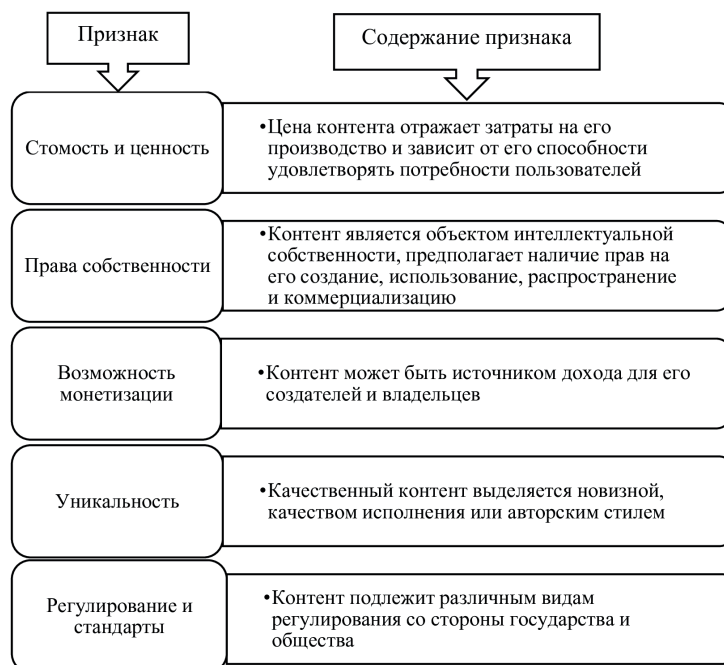 Признак
Содержание признака
Стомость и ценность
•Цена контента отражает затраты на его
производство и зависит от его способности
удовлетворять потребности пользователей
Права собственности
•Контент является объектом интеллектуальной
собственности, предполагает наличие прав на
его создание, использование, распространение
и коммерциализацию
Возможность
монетизации
•Контент может быть источником дохода для его
создателей и владельцев
Уникальность
•Качественный контент выделяется новизной,
качеством исполнения или авторским стилем
Регулирование и
стандарты
•Контент подлежит различным видам
регулирования со стороны государства и
общества